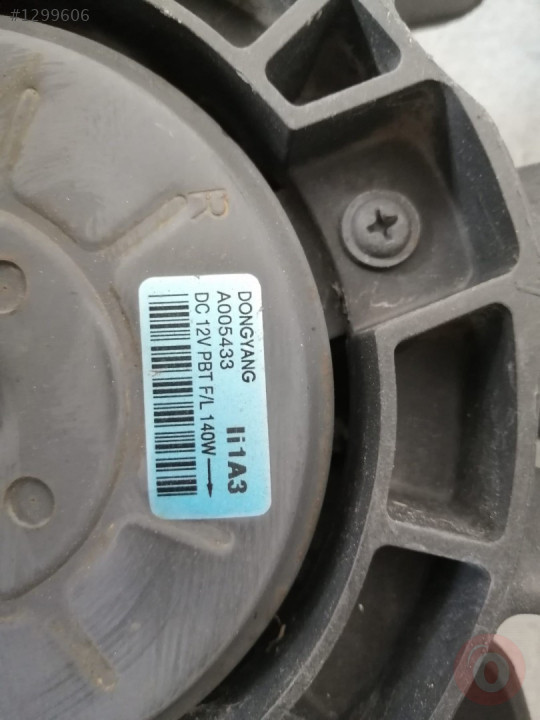 #1299606
R
DONGYANG
A005433 Ii1A3
DC 12V PBT F/L 140W→